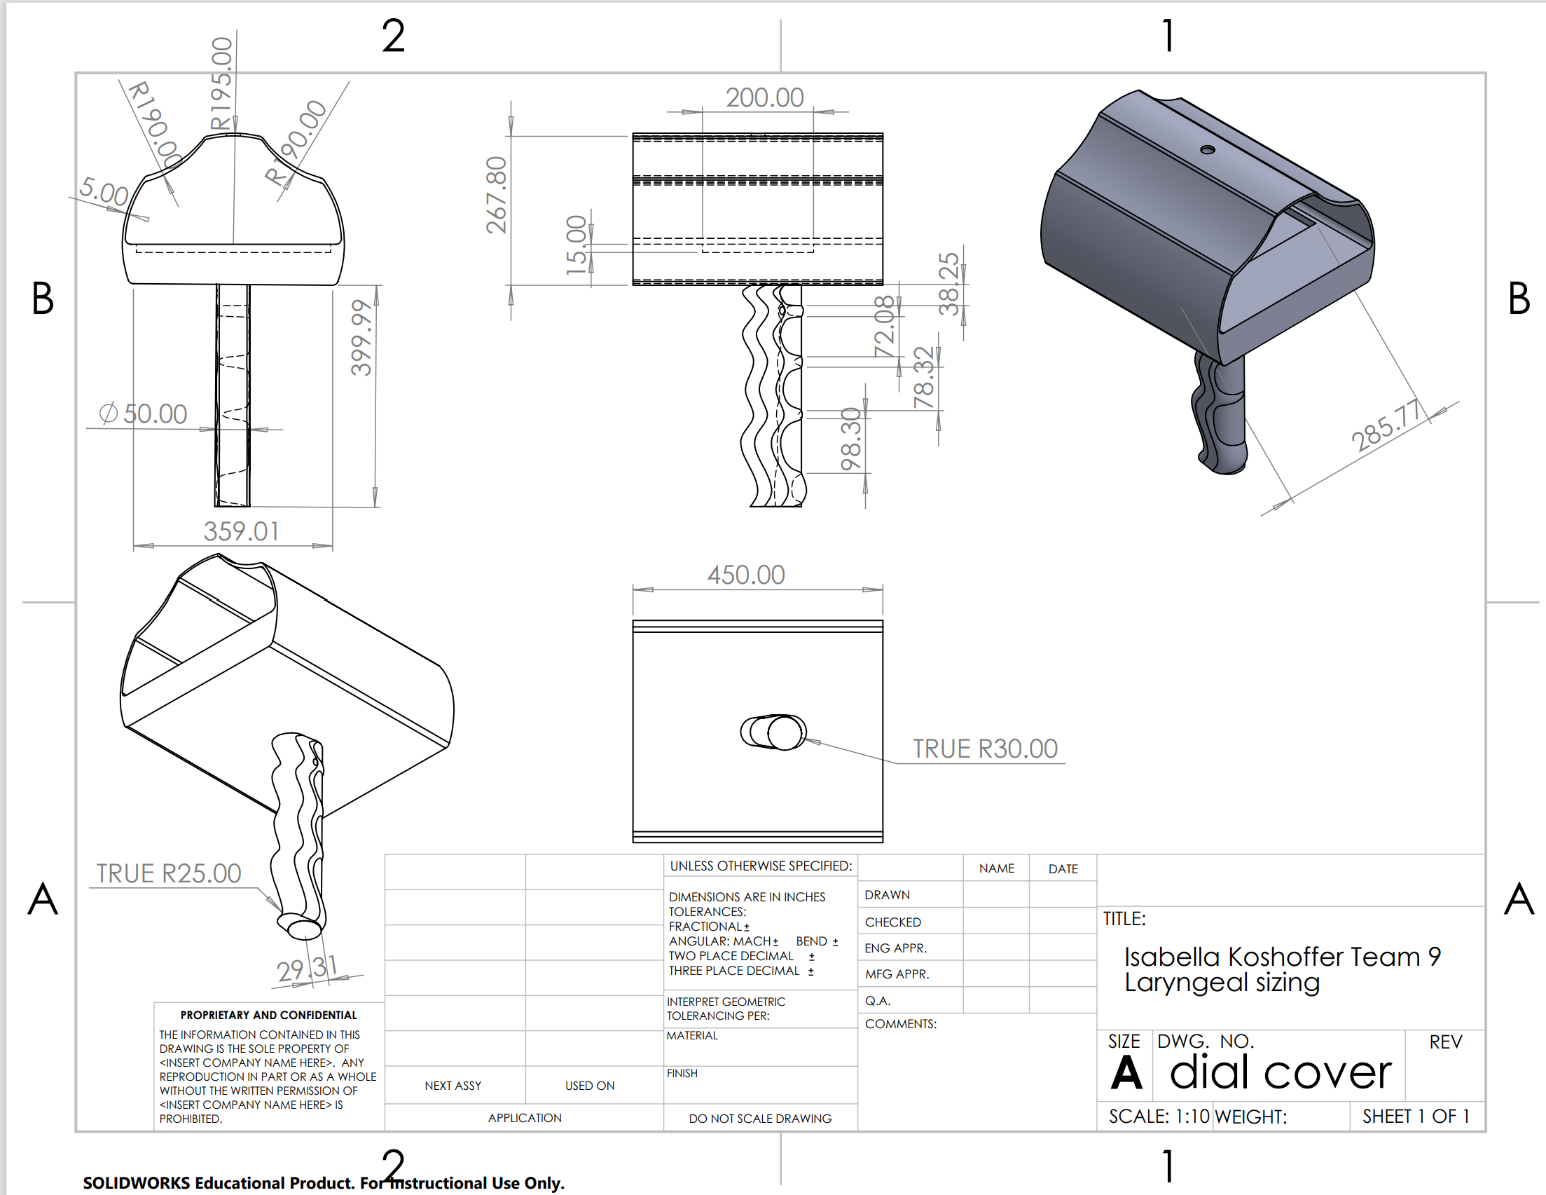 2
1
R190.00
R195.00
R190.00
5.00
200.00
267.80
15.00
38.25
72.08
78.32
98.30
285.77
B
B
399.99
Ø 50.00
359.01
450.00
TRUE R30.00
TRUE R25.00
29.31
A
A
UNLESS OTHERWISE SPECIFIED:
DIMENSIONS ARE IN INCHES
TOLERANCES:
FRACTIONAL±
ANGULAR: MACH± BEND ±
TWO PLACE DECIMAL ±
THREE PLACE DECIMAL ±
INTERPRET GEOMETRIC
TOLERANCING PER:
MATERIAL
FINISH
DO NOT SCALE DRAWING
NAME DATE
DRAWN
CHECKED
ENG APPR.
MFG APPR.
Q.A.
COMMENTS:
TITLE:
Isabella Koshoffer Team 9
Laryngeal sizing
SIZE DWG. NO. REV
A dial cover
SCALE: 1:10 WEIGHT: SHEET 1 OF 1
PROPRIETARY AND CONFIDENTIAL
THE INFORMATION CONTAINED IN THIS
DRAWING IS THE SOLE PROPERTY OF
<INSERT COMPANY NAME HERE>. ANY
REPRODUCTION IN PART OR AS A WHOLE
WITHOUT THE WRITTEN PERMISSION OF
<INSERT COMPANY NAME HERE> IS
PROHIBITED.
NEXT ASSY USED ON
APPLICATION
2
1
SOLIDWORKS Educational Product. For Instructional Use Only.